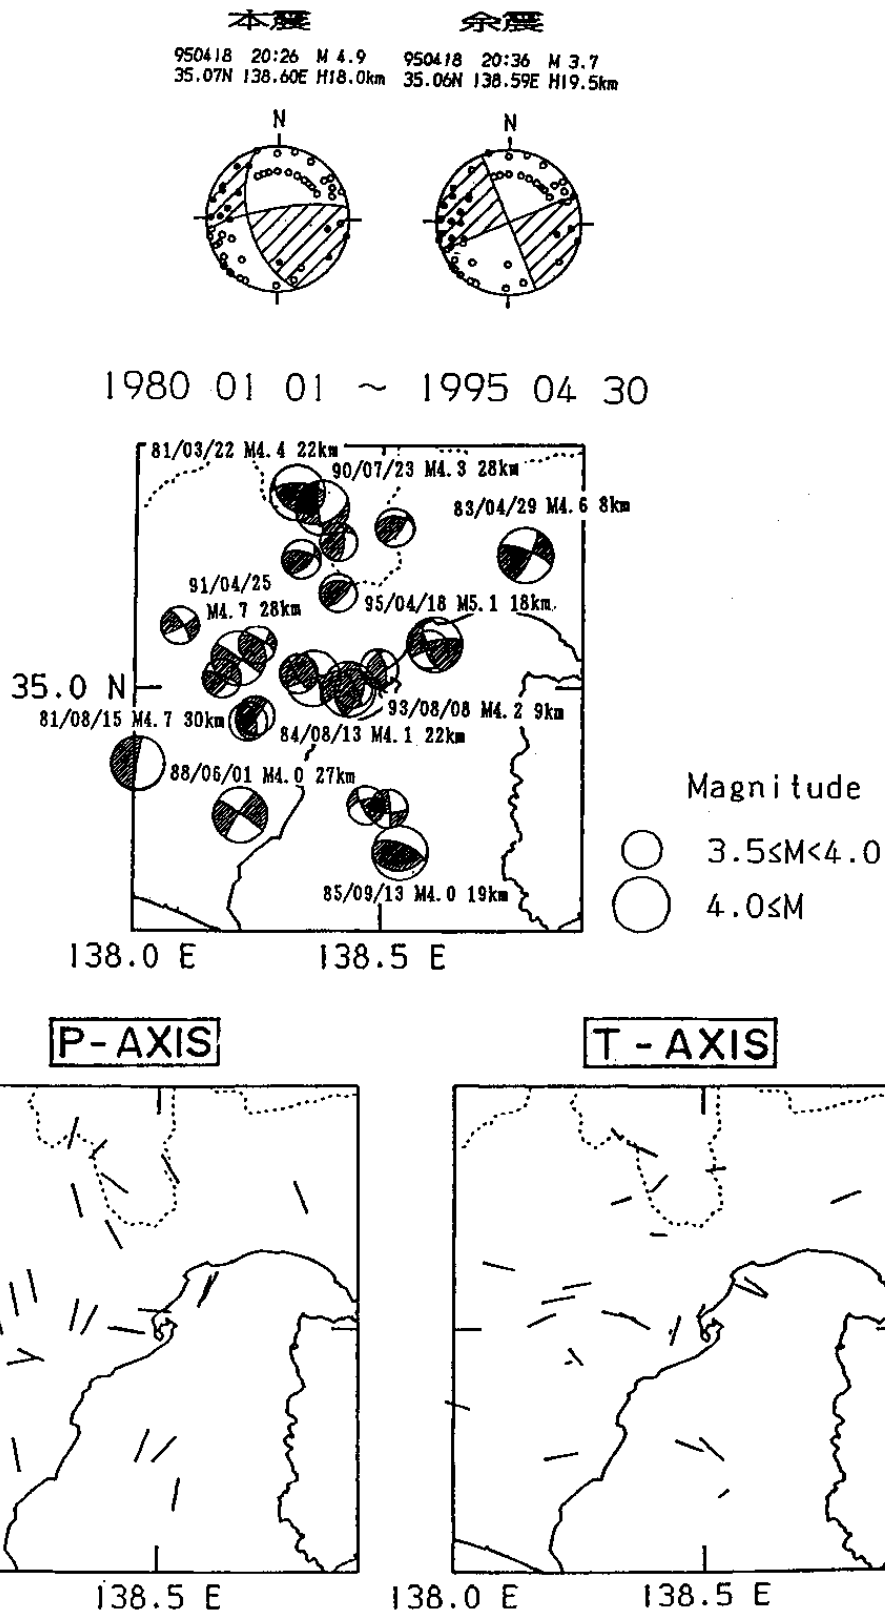 本震 余震
950418 20:26 M 4.9 950418 20:36 M 3.7
35.07N 138.60E H18.0km 35.06N 138.59E H19.5km
N N
1980 01 01 ~ 1995 04 30
81/03/22 M4.4 22km
90/07/23 M4.3 28km
83/04/29 M4.6 8km
91/04/25
M4.7 28km
95/04/18 M5.1 18km
35.0 N
93/08/08 M4.2 9km
81/08/15 M4.7 30km
84/08/13 M4.1 22km
88/06/01 M4.0 27km
85/09/13 M4.0 19km
Magnitude
3.5≤M<4.0
4.0≤M
138.0 E 138.5 E
P-AXIS T-AXIS
138.5 E 138.0 E 138.5 E